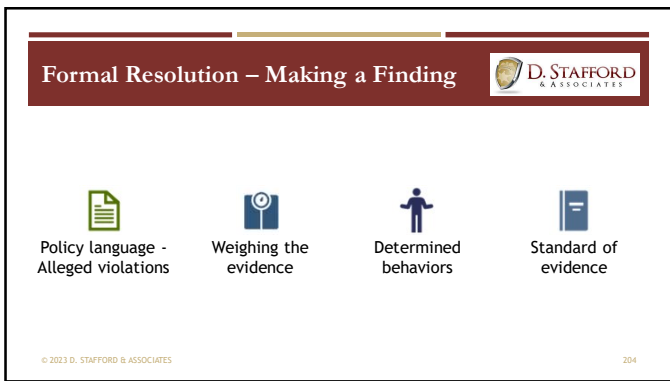 Formal Resolution – Making a Finding
D. STAFFORD
& ASSOCIATES
Policy language -
Alleged violations
Weighing the
evidence
Determined
behaviors
Standard of
evidence
© 2023 D. STAFFORD & ASSOCIATES
204